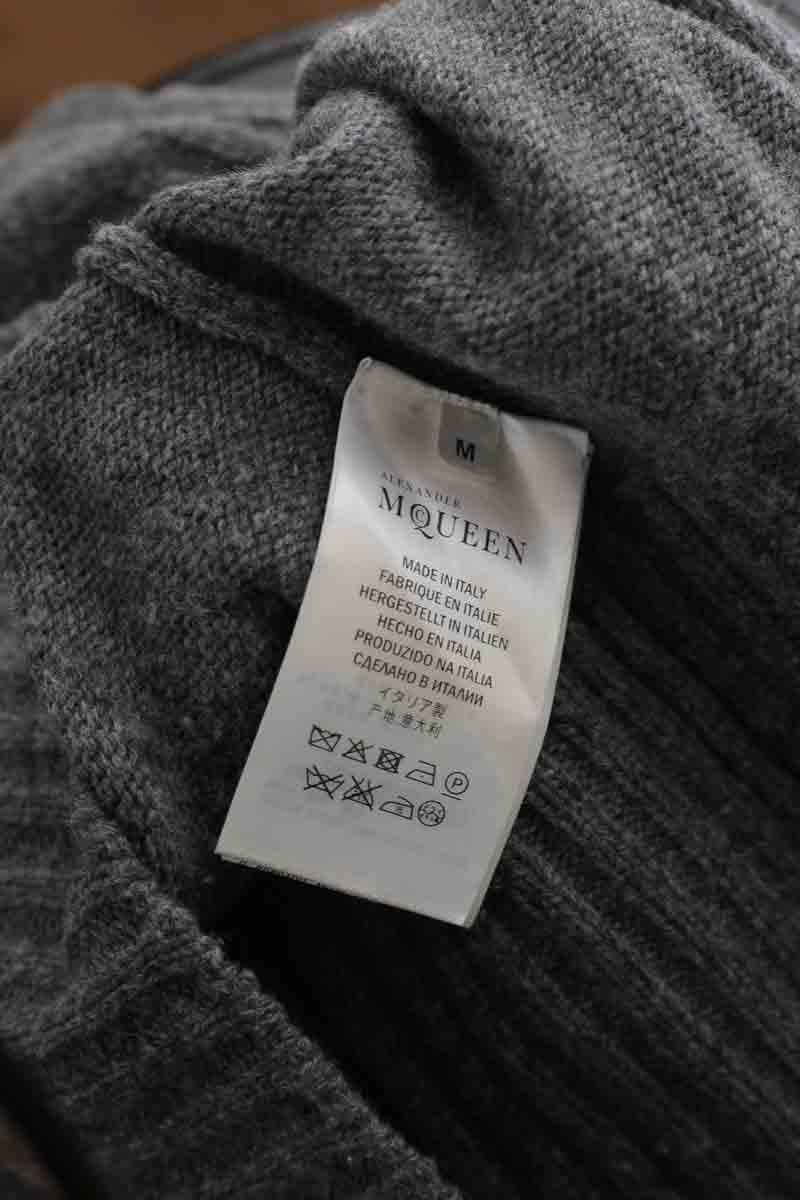 M
ALEXANDER
McQUEEN
MADE IN ITALY
FABRIQUE EN ITALIE
HERGESTELLT IN ITALIEN
HECHO EN ITALIA
PRODUZIDO NA ITALIA
СДЕЛАНО В ИТАЛИИ
イタリア製
产地:意大利
P